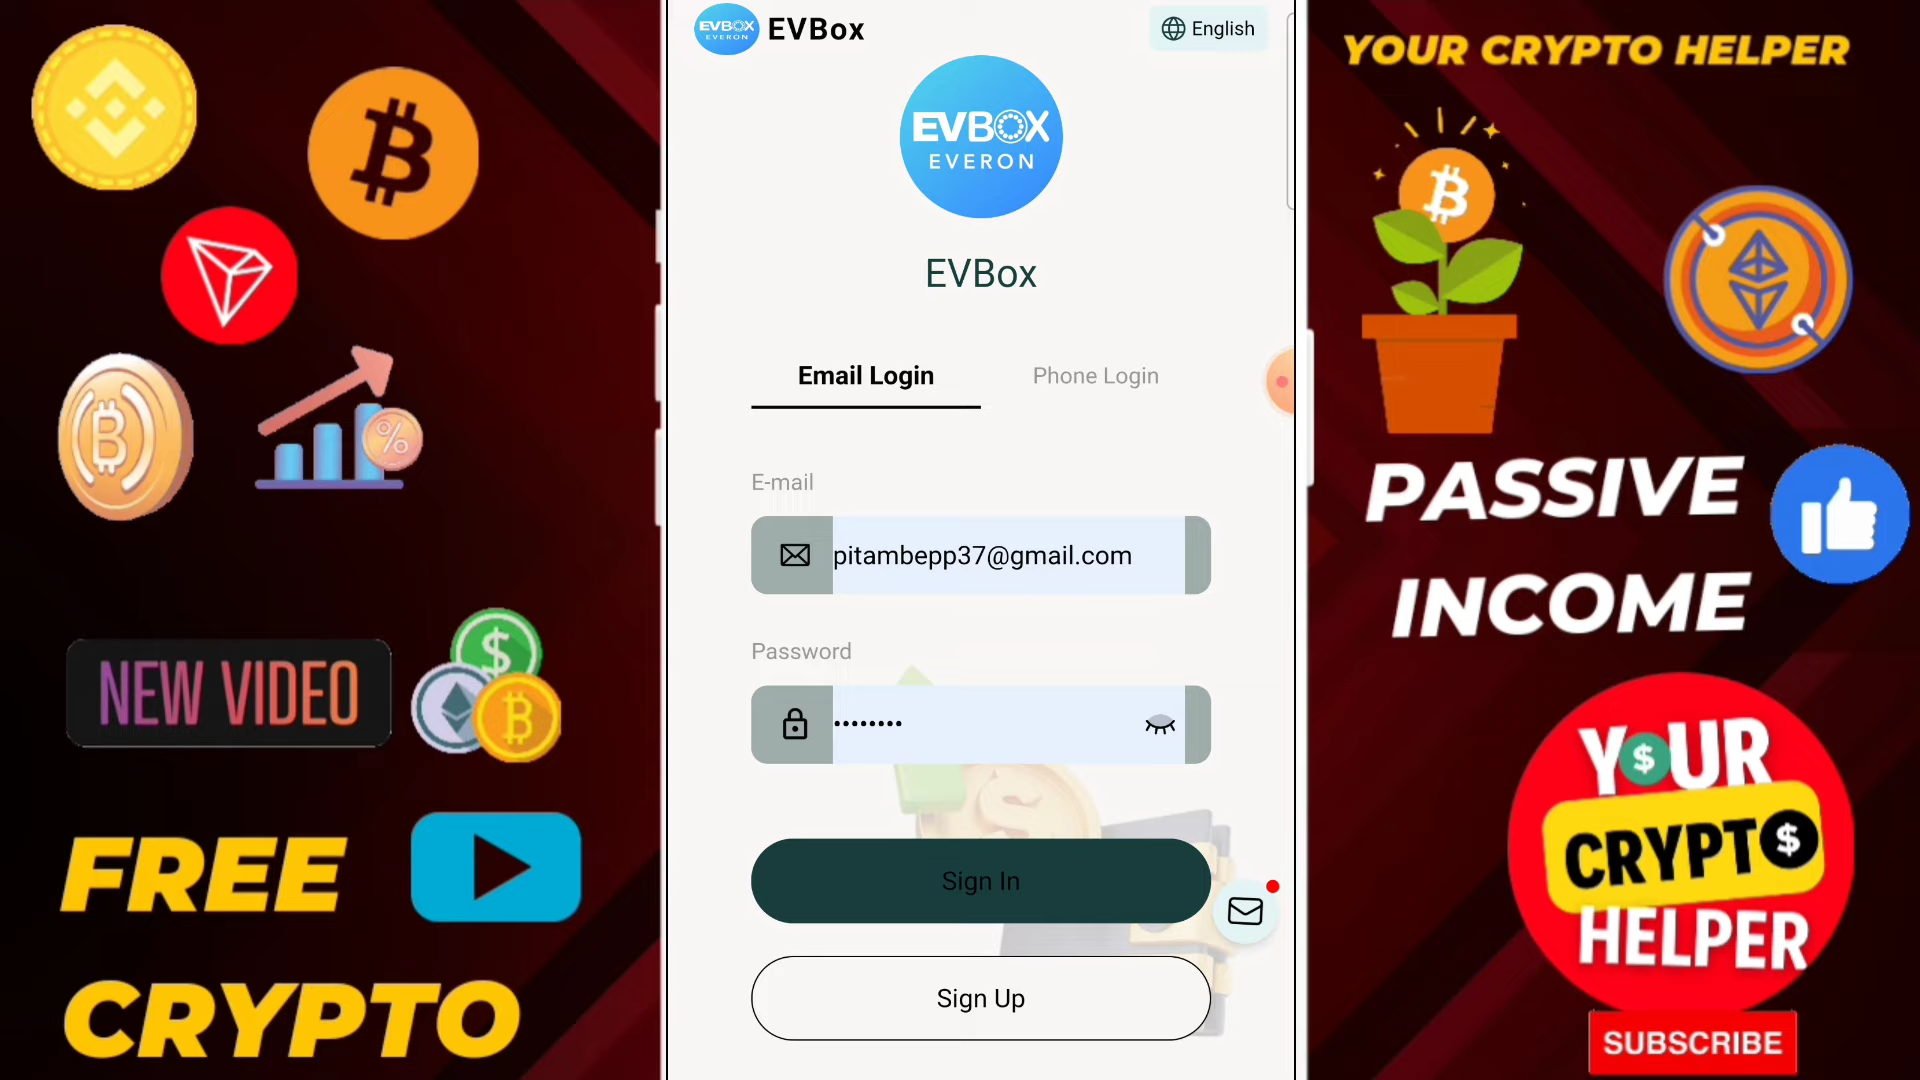 EVBOX
EVERON
EVBox
English
YOUR CRYPTO HELPER
EVBOX
EVERON
EVBox
Email Login
Phone Login
E-mail
pitambepp37@gmail.com
Password
••••••••
Sign In
Sign Up
NEW VIDEO
FREE
CRYPTO
PASSIVE
INCOME
YOUR
CRYPTO
HELPER
SUBSCRIBE